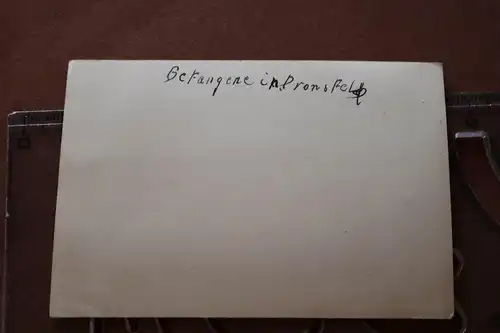 Gefangene in Pronsfeld